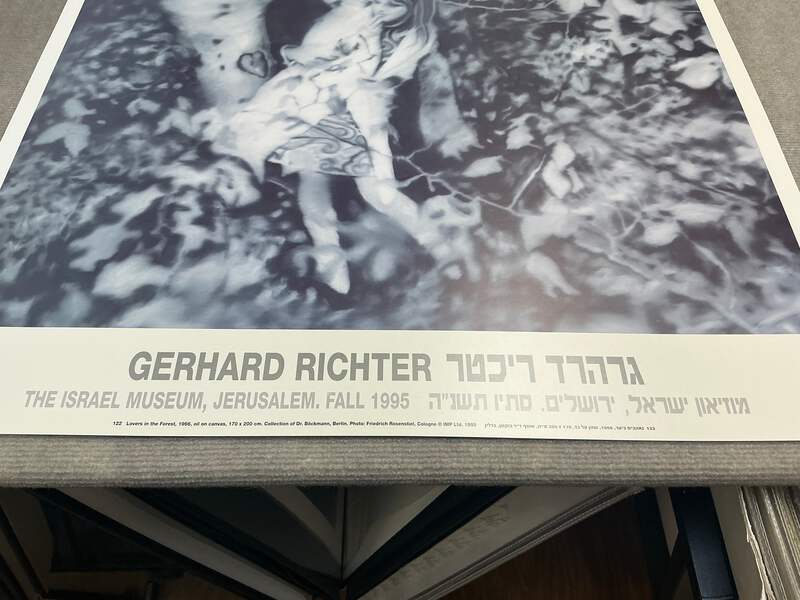 GERHARD RICHTER גרהרד ריכטר
THE ISRAEL MUSEUM, JERUSALEM. FALL 1995 מוזיאון ישראל, ירושלים. סתיו תשנ"ה
122 Lovers in the Forest, 1966, oil on canvas, 170 x 200 cm. Collection of Dr. Böckmann, Berlin. Photo: Friedrich Rosenstiel, Cologne © IMP Ltd. 1995